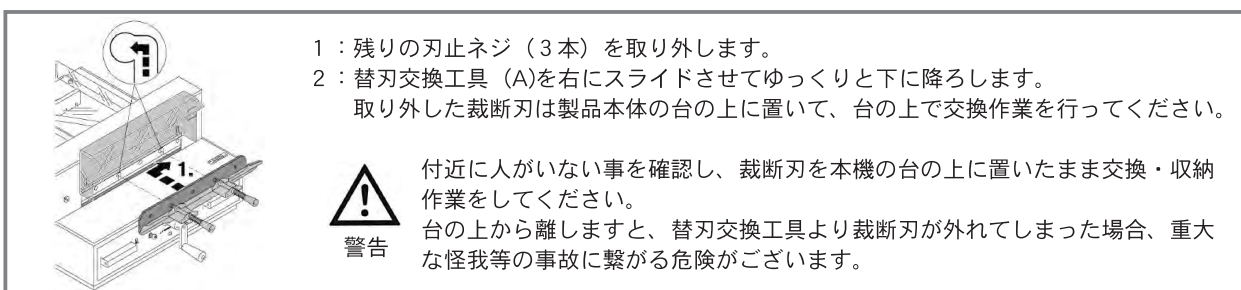 1.
1：残りの刃止ネジ（3本）を取り外します。
2：替刃交換工具（A)を右にスライドさせてゆっくりと下に降ろします。
取り外した裁断刃は製品本体の台の上に置いて、台の上で交換作業を行ってください。
付近に人がいない事を確認し、裁断刃を本機の台の上に置いたまま交換・収納
作業をしてください。
台の上から離しますと、替刃交換工具より裁断刃が外れてしまった場合、重大
な怪我等の事故に繋がる危険がございます。
警告